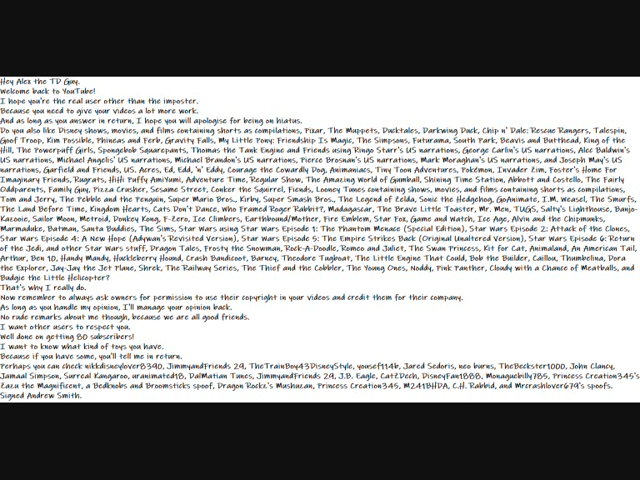 Hey Alex the TD Guy.
Welcome back to YouTube!
I hope you're the real user other than the imposter.
Because you need to give your videos a lot more work.
And as long as you answer in return, I hope you will apologise for being on hiatus.
Do you also like Disney shows, movies, and films containing shorts as compilations, Pixar, The Muppets, Ducktales, Darkwing Duck, Chip n' Dale: Rescue Rangers, Talespin,
Goof Troop, Kim Possible, Phineas and Ferb, Gravity Falls, My Little Pony: Friendship Is Magic, The Simpsons, Futurama, South Park, Beavis and Butthead, King of the
Hill, The Powerpuff Girls, Spongebob Squarepants, Thomas the Tank Engine and Friends using Ringo Starr's US narrations, George Carlin's US narrations, Alec Baldwin's
US narrations, Michael Angelis' US narrations, Michael Brandon's US narrations, Pierce Brosnan's US narrations, Mark Moraghan's US narrations, and Joseph May's US
narrations, Garfield and Friends, U.S. Acres, Ed, Edd, 'n' Eddy, Courage the Cowardly Dog, Animaniacs, Tiny Toon Adventures, Pokémon, Invader Zim, Foster's Home For
Imaginary Friends, Rugrats, HiHi Puffy AmiYumi, Adventure Time, Regular Show, The Amazing World of Gumball, Shining Time Station, Abbott and Costello, The Fairly
Oddparents, Family Guy, Pizza Crusher, Sesame Street, Conker the Squirrel, Fields, Looney Tunes containing shows, movies, and films containing shorts as compilations,
Tom and Jerry, The Pebble and the Penguin, Super Mario Bros., Kirby, Super Smash Bros., The Legend of Zelda, Sonic the Hedgehog, GoAnimate, I.M. Weasel, The Smurfs,
The Land Before Time, Kingdom Hearts, Cats Don't Dance, Who Framed Roger Rabbit?, Madagascar, The Brave Little Toaster, Mr. Men, TUGS, Salty's Lighthouse, Banjo-
Kazooie, Sailor Moon, Metroid, Donkey Kong, F-Zero, Ice Climbers, Earthbound/Mother, Fire Emblem, Star Fox, Game and Watch, Ice Age, Alvin and the Chipmunks,
Marmaduke, Batman, Santa Buddies, The Sims, Star Wars using Star Wars Episode 1: The Phantom Menace (Special Edition), Star Wars Episode 2: Attack of the Clones,
Star Wars Episode 4: A New Hope (Adywan's Revisited Version), Star Wars Episode 5: The Empire Strikes Back (Original Unaltered Version), Star Wars Episode 6: Return
of the Jedi, and other Star Wars stuff, Dragon Tales, Frosty the Snowman, Rock-A-Doodle, Romeo and Juliet, The Swan Princess, Kit for Cat, Animaland, An American Tail,
Arthur, Ben 10, Handy Mandy, Huckleberry Hound, Crash Bandicoot, Barney, Theodore Tugboat, The Little Engine That Could, Bob the Builder, Caillou, Thumbelina, Dora
the Explorer, Jay Jay the Jet Plane, Shrek, The Railway Series, The Thief and the Cobbler, The Young Ones, Noddy, Pink Panther, Cloudy with a Chance of Meatballs, and
Budgie the Little Helicopter?
That's why I really do.
Now remember to always ask owners for permission to use their copyright in your videos and credit them for their company.
As long as you handle my opinion, I'll manage your opinion back.
No rude remarks about me though, because we are all good friends.
I want other users to respect you.
Well done on getting 80 subscribers!
I want to know what kind of toys you have.
Because if you have some, you'll tell me in return.
Perhaps you can check nikkdisneylover8390, JimmyandFriends 29, TheTrainBoy43DisneyStyle, yousef114b, Jared Sedoris, neo burns, TheBeckster1000, John Clancy,
Jamaal Simpson, Surreal Kangaroo, uranimated18, DalMatian Tunes, JimmyandFriends 29, J.B. Eagle, CatzDech, DisneyFan1888, Monaguebilly785, Princess Creation345's
Zazu the Magnificent, a Bedknobs and Broomsticks spoof, Dragon Rockz's Mushuzan, Princess Creation345, M241BHDA, C.H. Rabbid, and Mrcrashlover679's spoofs.
Signed Andrew Smith.